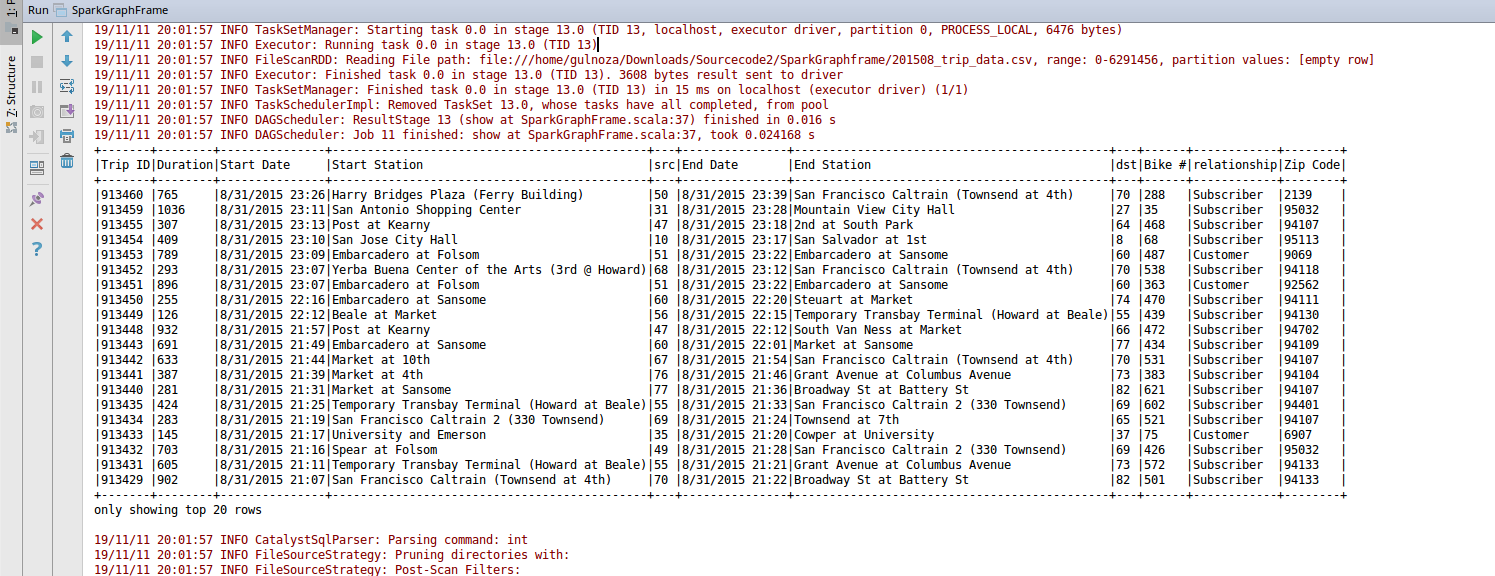 Run SparkGraphFrame
1: P
Z: Structure
19/11/11 20:01:57 INFO TaskSetManager: Starting task 0.0 in stage 13.0 (TID 13, localhost, executor driver, partition 0, PROCESS_LOCAL, 6476 bytes)
19/11/11 20:01:57 INFO Executor: Running task 0.0 in stage 13.0 (TID 13)
19/11/11 20:01:57 INFO FileScanRDD: Reading File path: file:///home/gulnoza/Downloads/Sourcecode2/SparkGraphframe/201508_trip_data.csv, range: 0-6291456, partition values: [empty row]
19/11/11 20:01:57 INFO Executor: Finished task 0.0 in stage 13.0 (TID 13). 3608 bytes result sent to driver
19/11/11 20:01:57 INFO TaskSetManager: Finished task 0.0 in stage 13.0 (TID 13) in 15 ms on localhost (executor driver) (1/1)
19/11/11 20:01:57 INFO TaskSchedulerImpl: Removed TaskSet 13.0, whose tasks have all completed, from pool
19/11/11 20:01:57 INFO DAGScheduler: ResultStage 13 (show at SparkGraphFrame.scala:37) finished in 0.016 s
19/11/11 20:01:57 INFO DAGScheduler: Job 11 finished: show at SparkGraphFrame.scala:37, took 0.024168 s
|Trip ID|Duration|Start Date     |Start Station                                |src|End Date       |End Station                                  |dst|Bike #|relationship|Zip Code|
|913460 |765     |8/31/2015 23:26|Harry Bridges Plaza (Ferry Building)         |50 |8/31/2015 23:39|San Francisco Caltrain (Townsend at 4th)     |70 |288   |Subscriber  |2139    |
|913459 |1036    |8/31/2015 23:11|San Antonio Shopping Center                  |31 |8/31/2015 23:28|Mountain View City Hall                      |27 |35    |Subscriber  |95032   |
|913455 |307     |8/31/2015 23:13|Post at Kearny                               |47 |8/31/2015 23:18|2nd at South Park                            |64 |468   |Subscriber  |94107   |
|913454 |409     |8/31/2015 23:10|San Jose City Hall                           |10 |8/31/2015 23:17|San Salvador at 1st                          |8  |68    |Subscriber  |95113   |
|913453 |789     |8/31/2015 23:09|Embarcadero at Folsom                        |51 |8/31/2015 23:22|Embarcadero at Sansome                       |60 |487   |Customer    |9069    |
|913452 |293     |8/31/2015 23:07|Yerba Buena Center of the Arts (3rd @ Howard)|68 |8/31/2015 23:12|San Francisco Caltrain (Townsend at 4th)     |70 |538   |Subscriber  |94118   |
|913451 |896     |8/31/2015 23:07|Embarcadero at Folsom                        |51 |8/31/2015 23:22|Embarcadero at Sansome                       |60 |363   |Customer    |92562   |
|913450 |255     |8/31/2015 22:16|Embarcadero at Sansome                       |60 |8/31/2015 22:20|Steuart at Market                            |74 |470   |Subscriber  |94111   |
|913449 |126     |8/31/2015 22:12|Beale at Market                              |56 |8/31/2015 22:15|Temporary Transbay Terminal (Howard at Beale)|55 |439   |Subscriber  |94130   |
|913448 |932     |8/31/2015 21:57|Post at Kearny                               |47 |8/31/2015 22:12|South Van Ness at Market                     |66 |472   |Subscriber  |94702   |
|913443 |691     |8/31/2015 21:49|Embarcadero at Sansome                       |60 |8/31/2015 22:01|Market at Sansome                            |77 |434   |Subscriber  |94109   |
|913442 |633     |8/31/2015 21:44|Market at 10th                               |67 |8/31/2015 21:54|San Francisco Caltrain (Townsend at 4th)     |70 |531   |Subscriber  |94107   |
|913441 |387     |8/31/2015 21:39|Market at 4th                                |76 |8/31/2015 21:46|Grant Avenue at Columbus Avenue              |73 |383   |Subscriber  |94104   |
|913440 |281     |8/31/2015 21:31|Market at Sansome                            |77 |8/31/2015 21:36|Broadway St at Battery St                    |82 |621   |Subscriber  |94107   |
|913435 |424     |8/31/2015 21:25|Temporary Transbay Terminal (Howard at Beale)|55 |8/31/2015 21:33|San Francisco Caltrain 2 (330 Townsend)      |69 |602   |Subscriber  |94401   |
|913434 |283     |8/31/2015 21:19|San Francisco Caltrain 2 (330 Townsend)      |69 |8/31/2015 21:24|Townsend at 7th                              |65 |521   |Subscriber  |94107   |
|913433 |145     |8/31/2015 21:17|University and Emerson                       |35 |8/31/2015 21:20|Cowper at University                         |37 |75    |Customer    |6907    |
|913432 |703     |8/31/2015 21:16|Spear at Folsom                              |49 |8/31/2015 21:28|San Francisco Caltrain 2 (330 Townsend)      |69 |426   |Subscriber  |95032   |
|913431 |605     |8/31/2015 21:11|Temporary Transbay Terminal (Howard at Beale)|55 |8/31/2015 21:21|Grant Avenue at Columbus Avenue              |73 |572   |Subscriber  |94133   |
|913429 |902     |8/31/2015 21:07|San Francisco Caltrain (Townsend at 4th)     |70 |8/31/2015 21:22|Broadway St at Battery St                    |82 |501   |Subscriber  |94133   |
only showing top 20 rows
19/11/11 20:01:57 INFO CatalystSqlParser: Parsing command: int
19/11/11 20:01:57 INFO FileSourceStrategy: Pruning directories with:
19/11/11 20:01:57 INFO FileSourceStrategy: Post-Scan Filters: